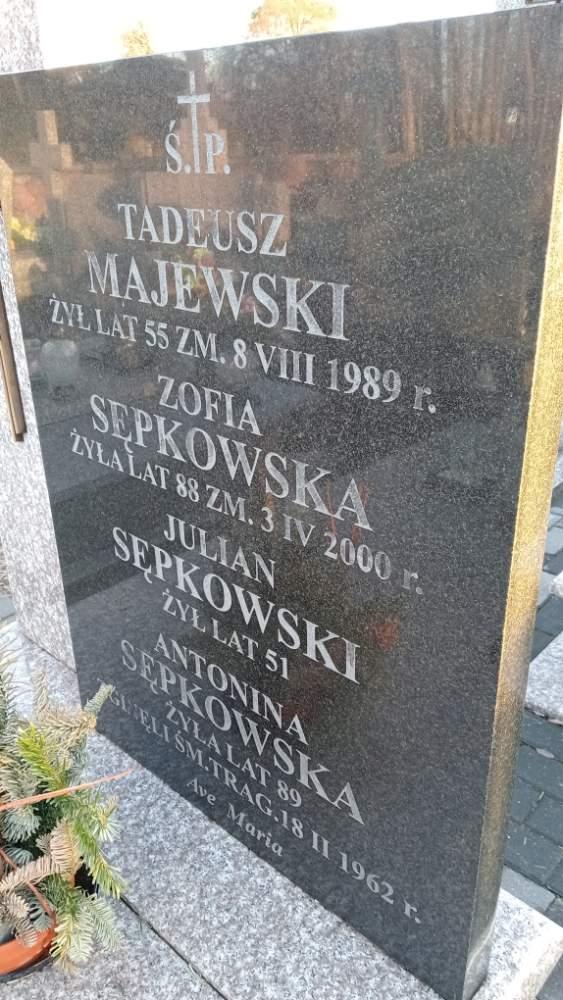 Ś.P.
TADEUSZ
MAJEWSKI
ŻYŁ LAT 55 ZM. 8 VIII 1989 r.
ZOFIA
SĘPKOWSKA
ŻYŁA LAT 88 ZM. 3 IV 2000 r.
JULIAN
SĘPKOWSKI
ŻYŁ LAT 51
ANTONINA
SĘPKOWSKA
ŻYŁA LAT 89
ZGINĘLI ŚM.TRAG.18 II 1962 r.
Ave Maria